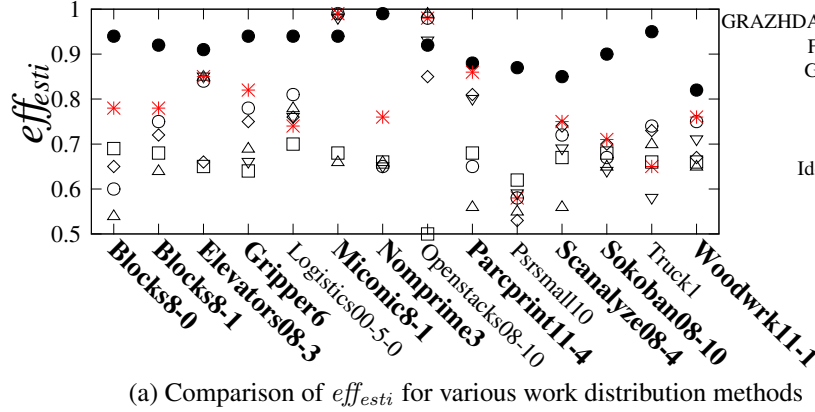 1
0.9
0.8
0.7
0.6
0.5
eff_esti
Blocks8-0
Blocks8-1
Elevators08-3
Gripper6
Logistics00-5-0
Miconic8-1
Nomprime3
Openstacks08-10
Parcprint11-4
Psrsmall10
Scanalyze08-4
Sokoban08-10
Truck1
Woodwrk11-1
GRAZHDA
F
G
Id
(a) Comparison of eff_esti for various work distribution methods